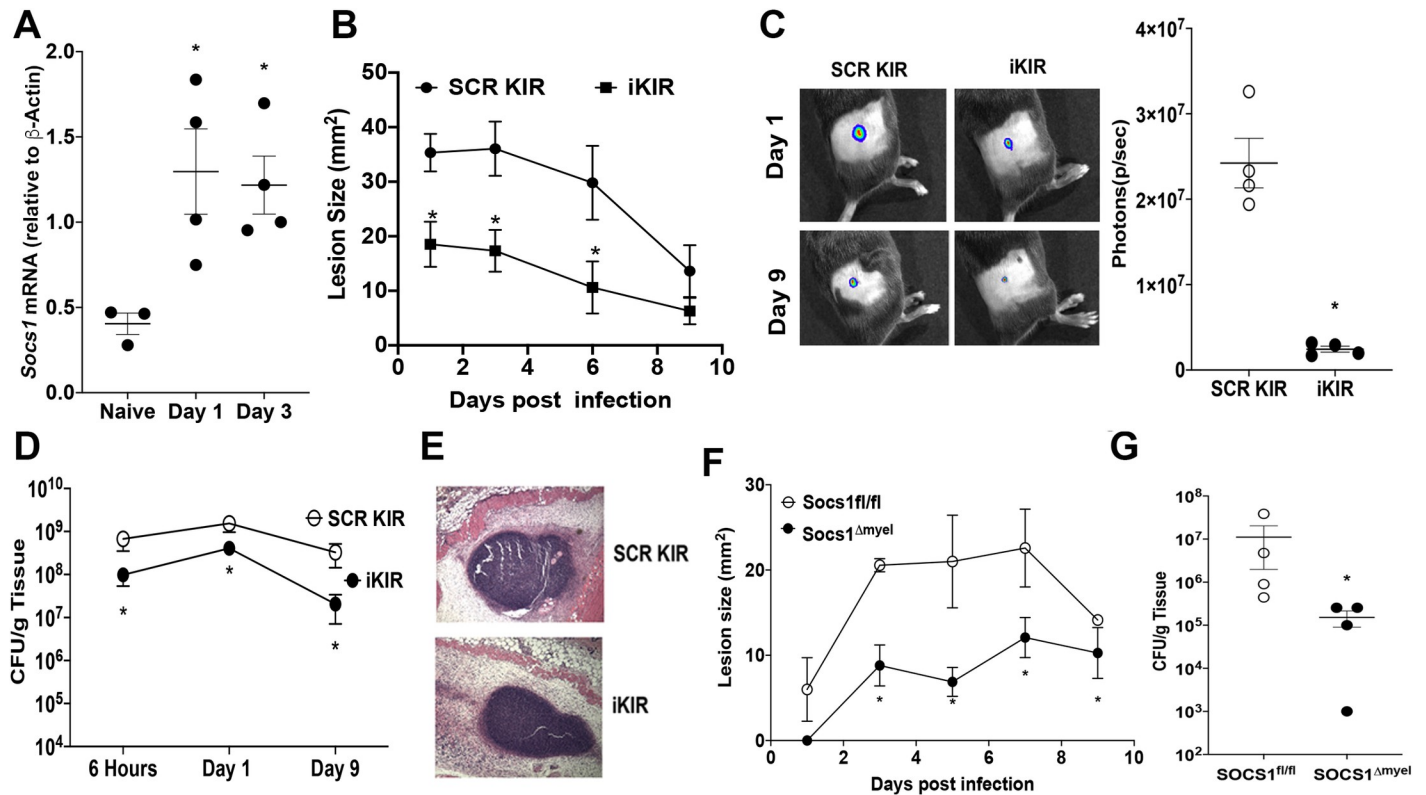 A
2.0
1.5
1.0
0.5
0.0
Socs1 mRNA (relative to β-Actin)
*
*
Naive
Day 1
Day 3
B
50
40
30
20
10
0
Lesion Size (mm²)
SCR KIR
iKIR
*
*
*
0
2
4
6
8
10
Days post infection
C
SCR KIR
iKIR
Day 1
Day 9
4×10⁷
3×10⁷
2×10⁷
1×10⁷
0
Photons(p/sec)
*
SCR KIR
iKIR
D
10¹⁰
10⁹
10⁸
10⁷
10⁶
10⁵
10⁴
CFU/g Tissue
SCR KIR
iKIR
*
*
*
6 Hours
Day 1
Day 9
E
SCR KIR
iKIR
F
30
20
10
0
Lesion size (mm²)
Socs1fl/fl
Socs1Δmyel
*
*
*
*
0
2
4
6
8
10
Days post infection
G
10⁸
10⁷
10⁶
10⁵
10⁴
10³
10²
CFU/g Tissue
*
SOCS1fl/fl
SOCS1Δmyel